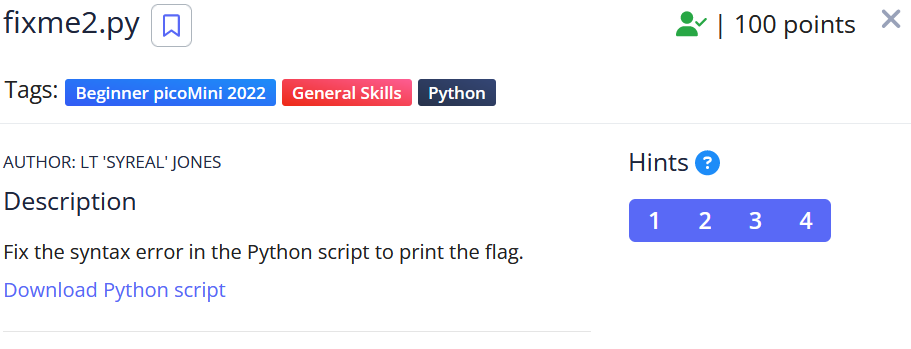 fixme2.py
| 100 points
Tags: Beginner picoMini 2022 General Skills Python
AUTHOR: LT 'SYREAL' JONES
Description
Fix the syntax error in the Python script to print the flag.
Download Python script
Hints ?
1 2 3 4